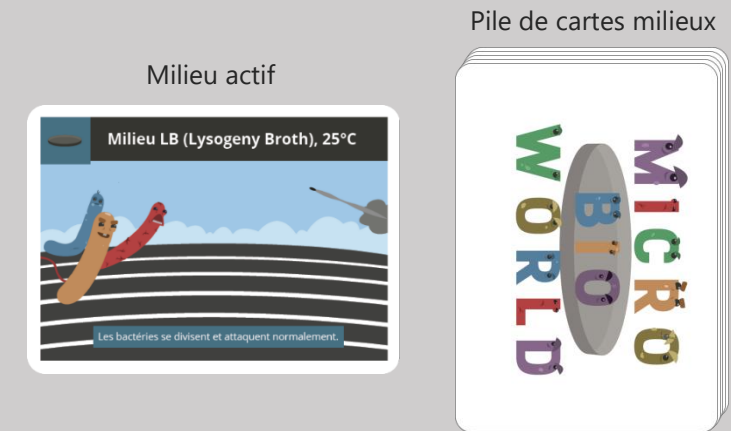 Pile de cartes milieux
Milieu actif
Milieu LB (Lysogeny Broth), 25°C
Les bactéries se divisent et attaquent normalement.
MICRO
BIO
WORLD